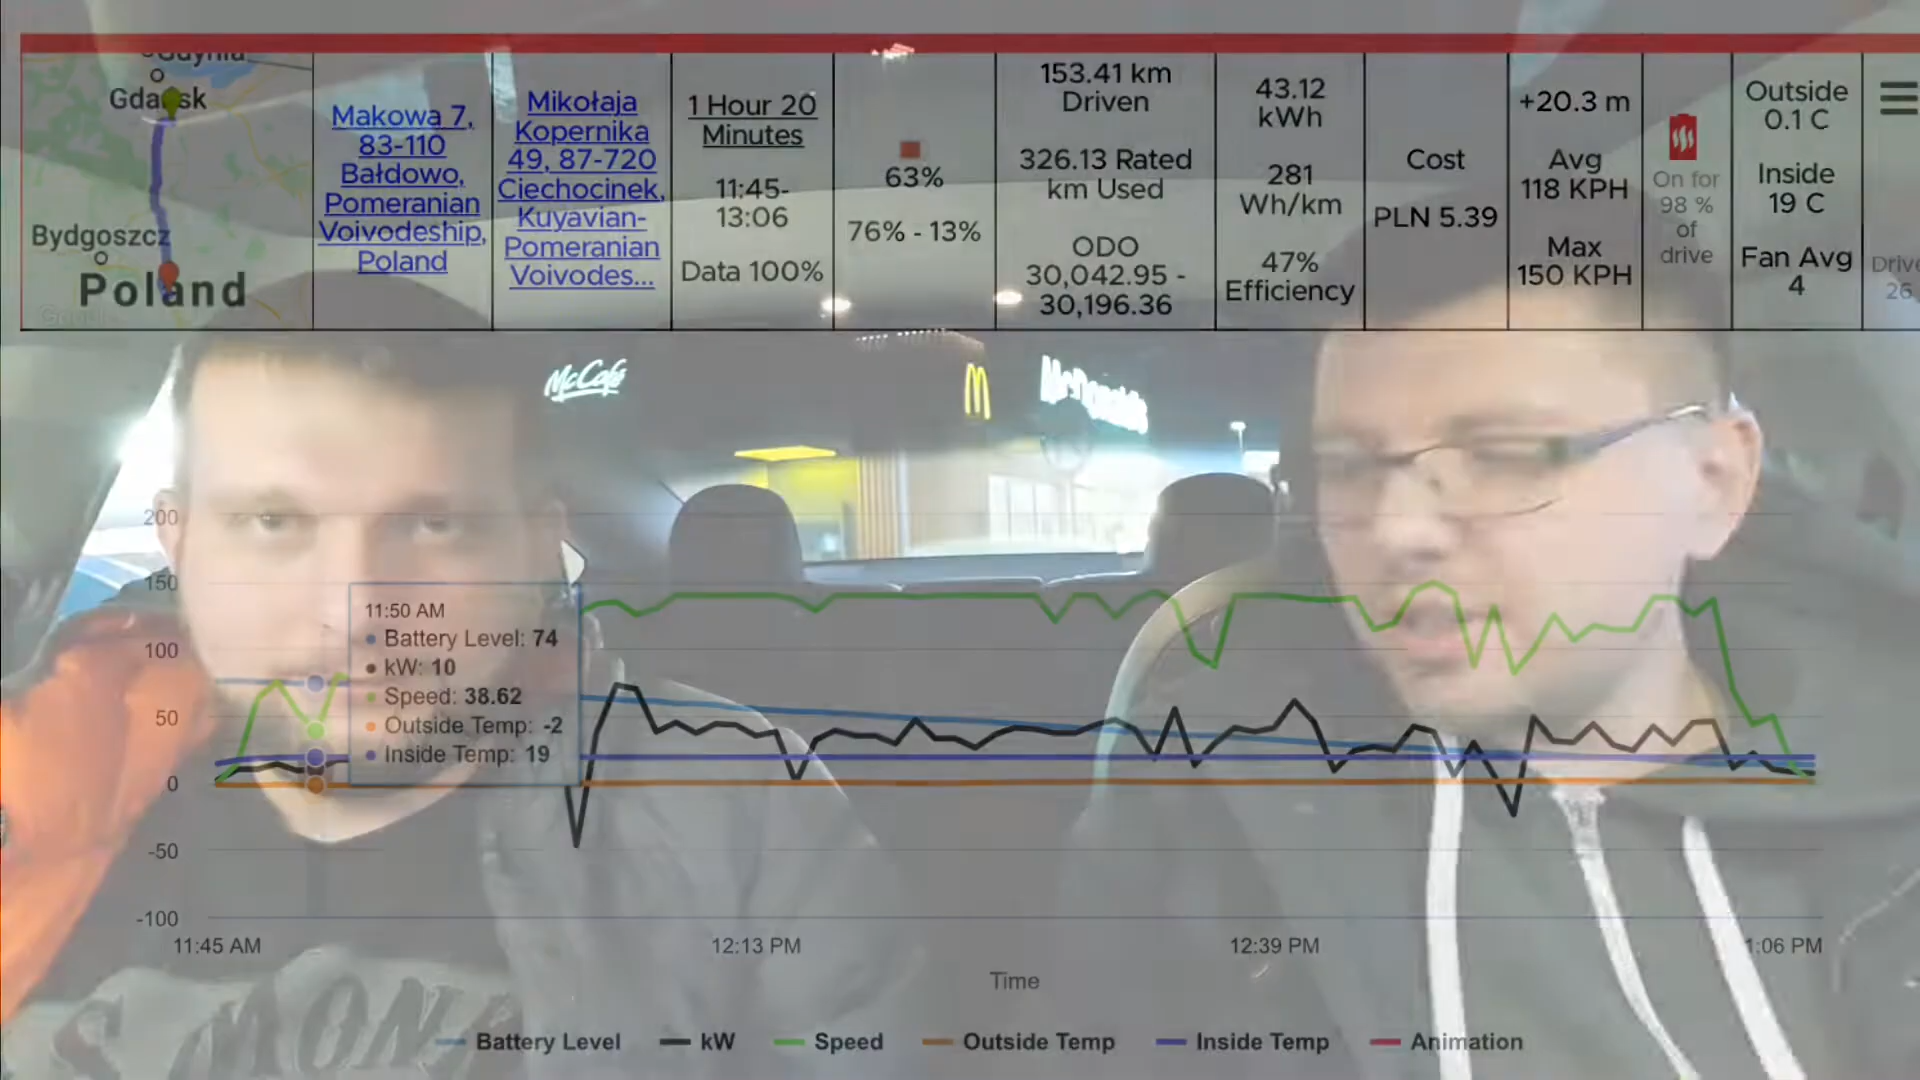 Gdynia
Gdańsk
Bydgoszcz
Poland
Google
Makowa 7,
83-110
Bałdowo,
Pomeranian
Voivodeship,
Poland
Mikołaja
Kopernika
49, 87-720
Ciechocinek,
Kuyavian-
Pomeranian
Voivodes...
1 Hour 20
Minutes
11:45-
13:06
Data 100%
63%
76% - 13%
153.41 km
Driven
326.13 Rated
km Used
ODO
30,042.95 -
30,196.36
43.12
kWh
281
Wh/km
47%
Efficiency
Cost
PLN 5.39
+20.3 m
Avg
118 KPH
Max
150 KPH
On for
98 %
of
drive
Outside
0.1 C
Inside
19 C
Fan Avg
4
Drive
26
McCafé
McDonalds
200
150
100
50
0
-50
-100
11:50 AM
Battery Level: 74
kW: 10
Speed: 38.62
Outside Temp: -2
Inside Temp: 19
11:45 AM
12:13 PM
12:39 PM
1:06 PM
Time
Battery Level
kW
Speed
Outside Temp
Inside Temp
Animation